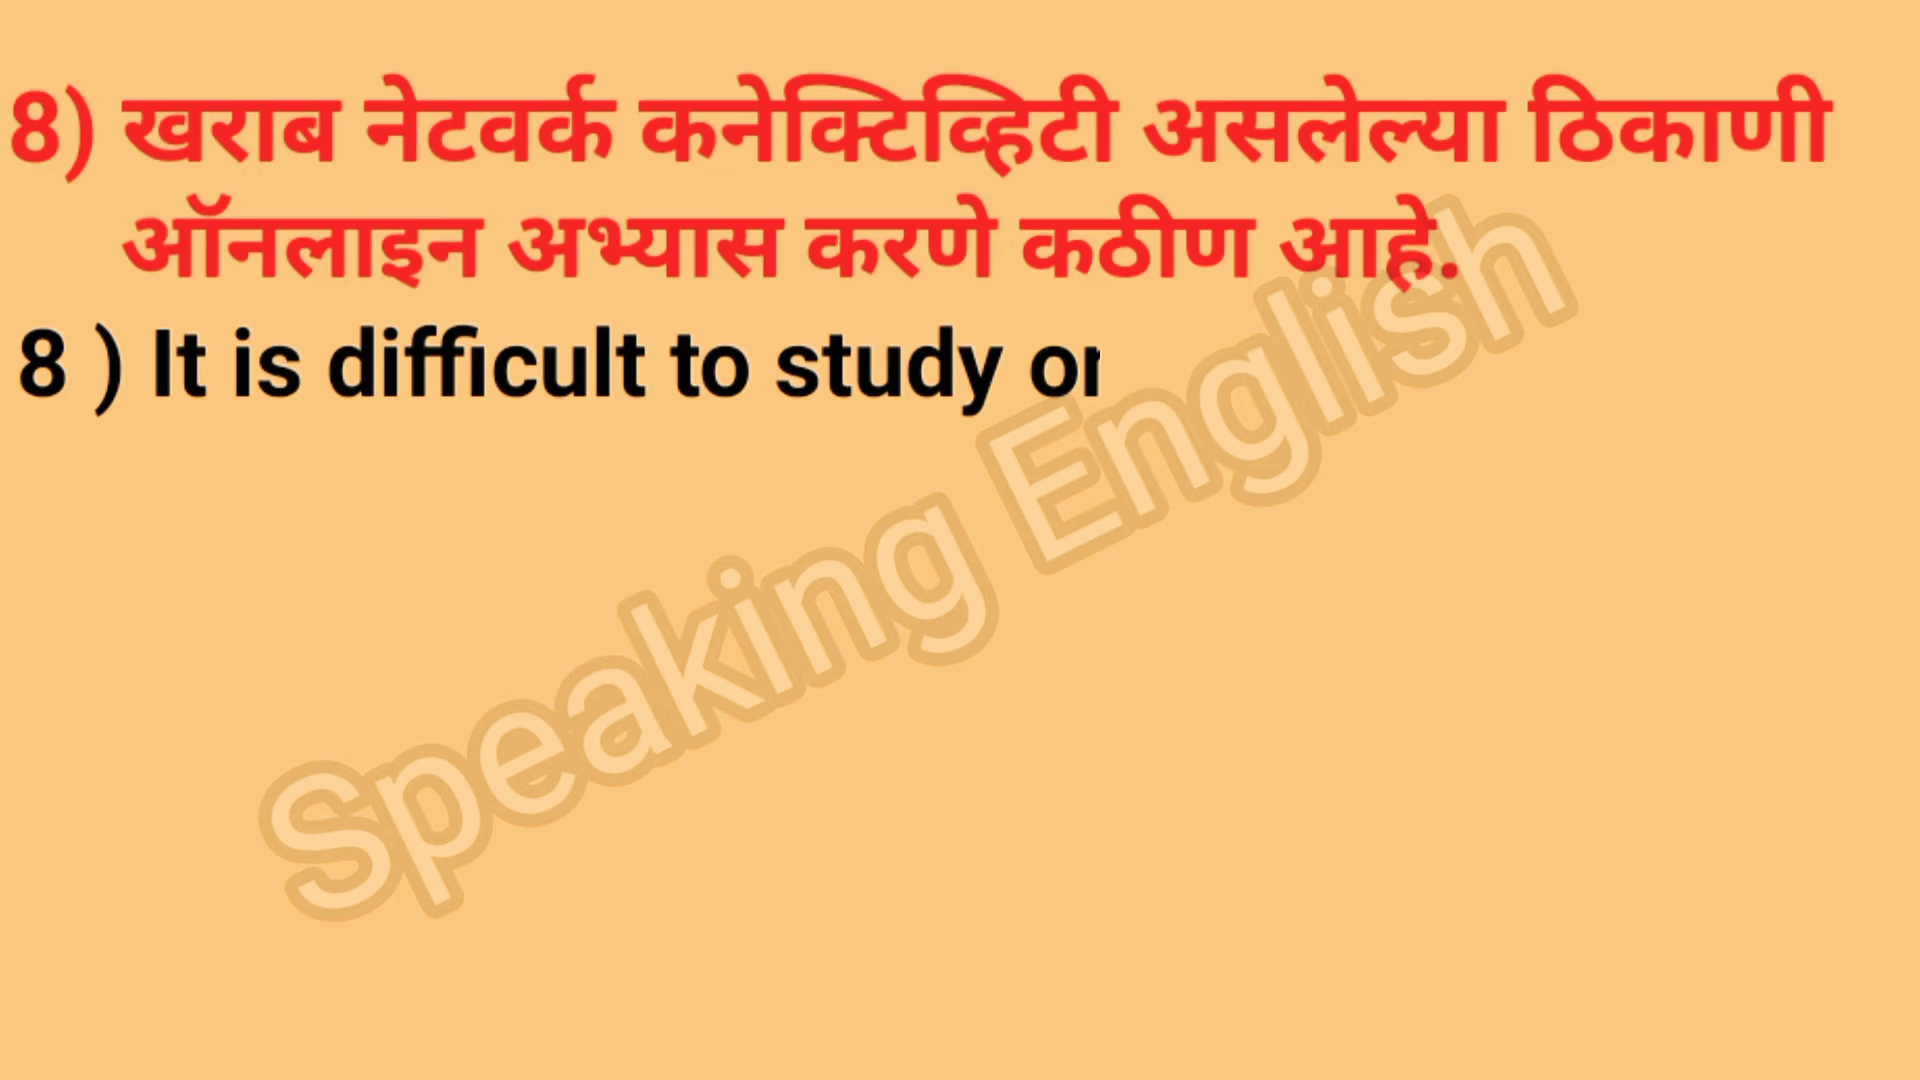 8) खराब नेटवर्क कनेक्टिव्हिटी असलेल्या ठिकाणी
ऑनलाइन अभ्यास करणे कठीण आहे.
8 ) It is difficult to study
Speaking English